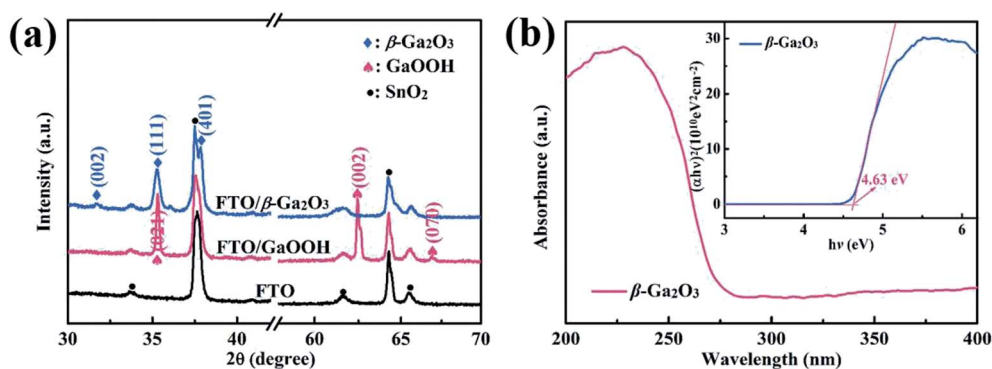 (a)
◆: β-Ga2O3
♠: GaOOH
●: SnO2
(002)
(111)
(401)
FTO/β-Ga2O3
(021)
(002)
(070)
FTO/GaOOH
FTO
Intensity (a.u.)
30 35 40 60 65 70
2θ (degree)
(b)
β-Ga2O3
(αhν)2(1010eV2cm-2)
30
20
10
0
4.63 eV
3 4 5 6
hν (eV)
Absorbance (a.u.)
β-Ga2O3
200 250 300 350 400
Wavelength (nm)